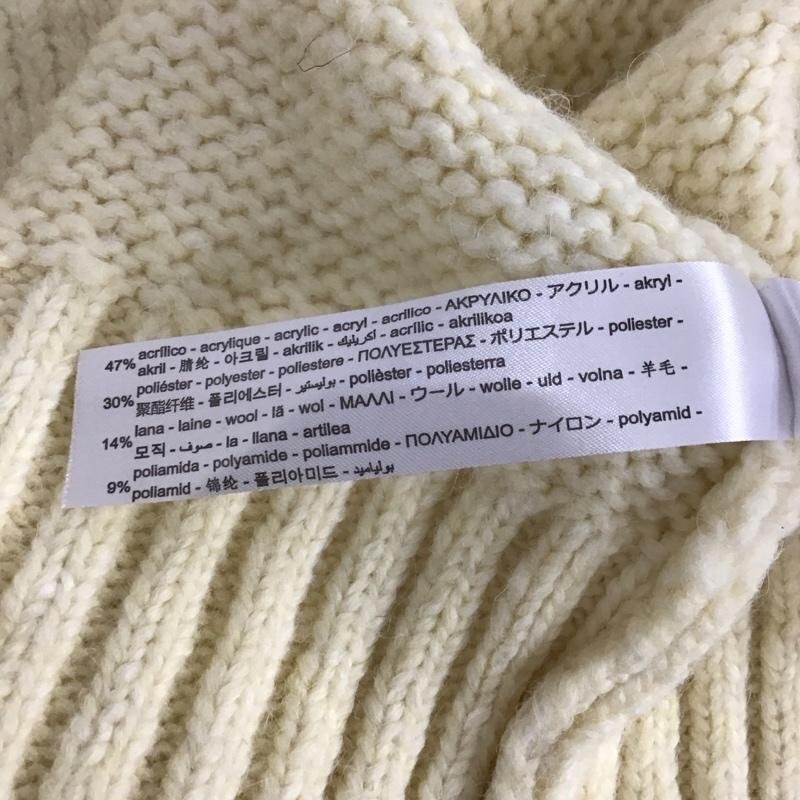 47% acrílico - acrylique - acrylic - acryl - acrilico - ΑΚΡΥΛΙΚΟ - アクリル - akryl -
akril - 腈纶 - 아크릴 - akrilik - اكريليك - acrílic - akrilikoa
30% poliéster - polyester - poliestere - ΠΟΛΥΕΣΤΕΡΑΣ - ポリエステル - poliester -
聚酯纤维 - 폴리에스터 - بوليستير - polièster - poliesterra
14% lana - laine - wool - lã - wol - ΜΑΛΛΙ - ウール - wolle - uld - volna - 羊毛 -
모직 - صوف - la - llana - artilea
9% poliamida - polyamide - poliammide - ΠΟΛΥΑΜΙΔΙΟ - ナイロン - polyamid -
poliamid - 锦纶 - 폴리아미드 - بولياميد